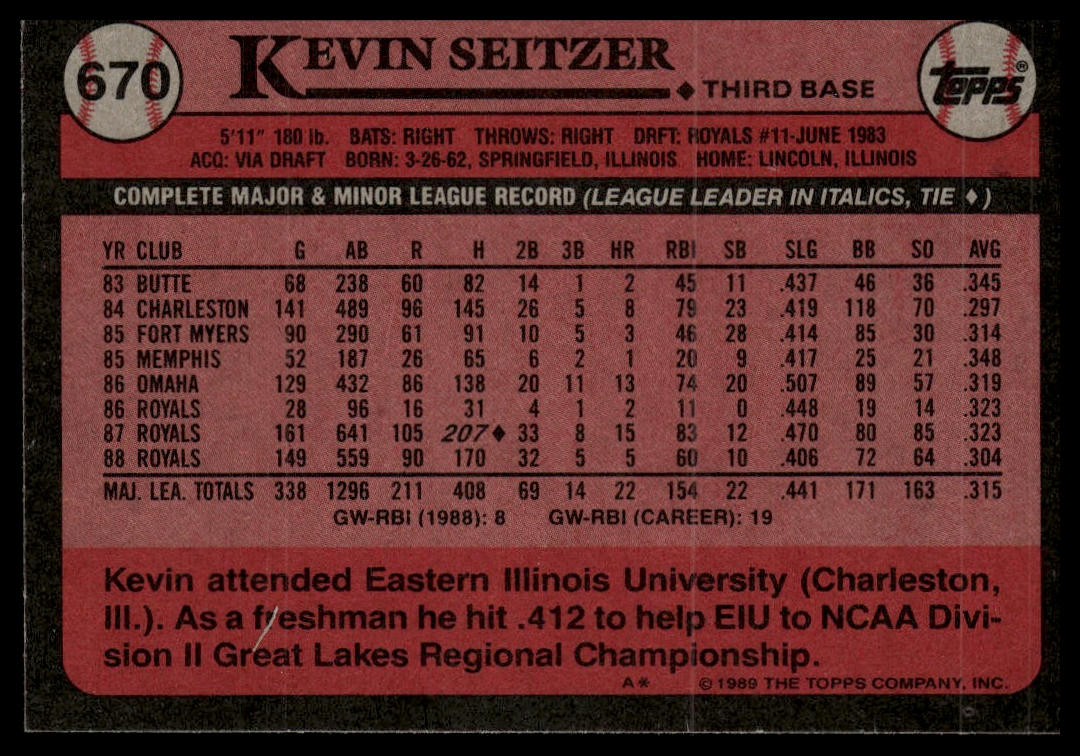 670
KEVIN SEITZER
Topps®
♦ THIRD BASE
5'11" 180 lb. BATS: RIGHT THROWS: RIGHT DRFT: ROYALS #11-JUNE 1983
ACQ: VIA DRAFT BORN: 3-26-62, SPRINGFIELD, ILLINOIS HOME: LINCOLN, ILLINOIS
COMPLETE MAJOR & MINOR LEAGUE RECORD (LEAGUE LEADER IN ITALICS, TIE ♦)
YR CLUB G AB R H 2B 3B HR RBI SB SLG BB SO AVG
83 BUTTE 68 238 60 82 14 1 2 45 11 .437 46 36 .345
84 CHARLESTON 141 489 96 145 26 5 8 79 23 .419 118 70 .297
85 FORT MYERS 90 290 61 91 10 5 3 46 28 .414 85 30 .314
85 MEMPHIS 52 187 26 65 6 2 1 20 9 .417 25 21 .348
86 OMAHA 129 432 86 138 20 11 13 74 20 .507 89 57 .319
86 ROYALS 28 96 16 31 4 1 2 11 0 .448 19 14 .323
87 ROYALS 161 641 105 207♦ 33 8 15 83 12 .470 80 85 .323
88 ROYALS 149 559 90 170 32 5 5 60 10 .406 72 64 .304
MAJ. LEA. TOTALS 338 1296 211 408 69 14 22 154 22 .441 171 163 .315
GW-RBI (1988): 8 GW-RBI (CAREER): 19
Kevin attended Eastern Illinois University (Charleston,
Ill.). As a freshman he hit .412 to help EIU to NCAA Divi-
sion II Great Lakes Regional Championship.
A* © 1989 THE TOPPS COMPANY, INC.